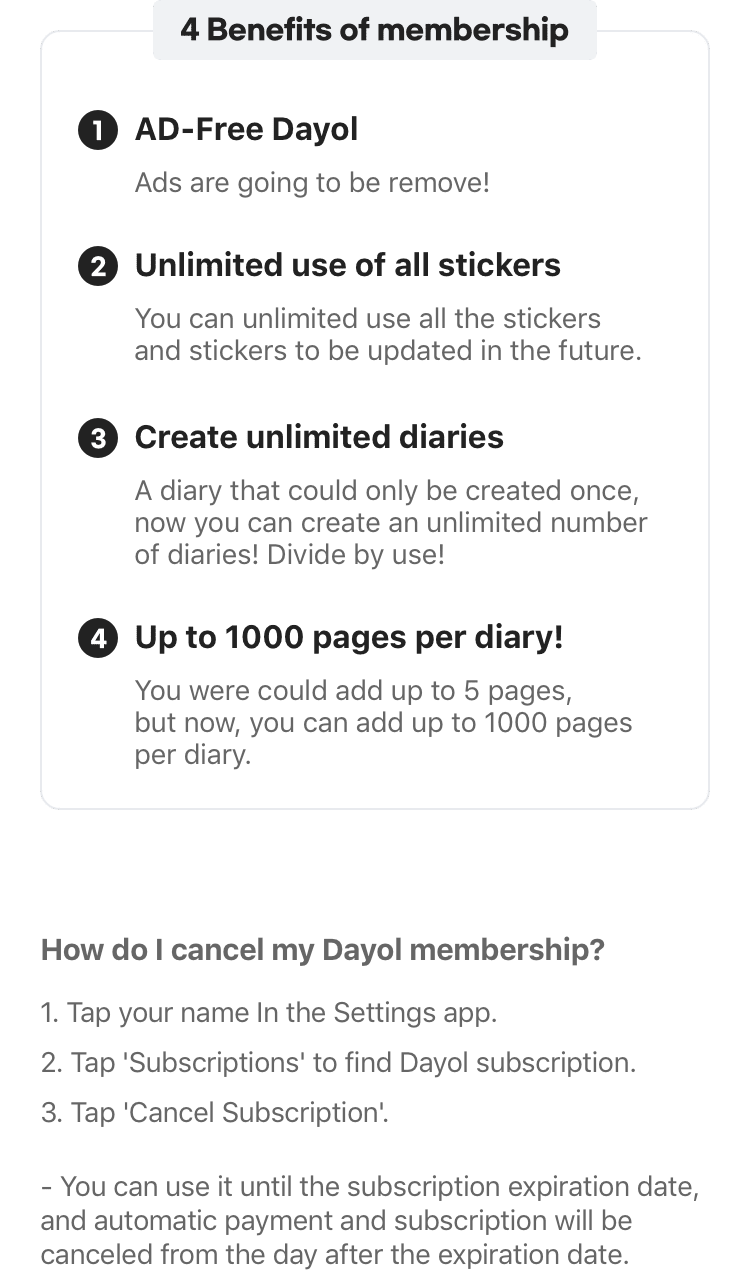 4 Benefits of membership
1 AD-Free Dayol
Ads are going to be remove!
2 Unlimited use of all stickers
You can unlimited use all the stickers
and stickers to be updated in the future.
3 Create unlimited diaries
A diary that could only be created once,
now you can create an unlimited number
of diaries! Divide by use!
4 Up to 1000 pages per diary!
You were could add up to 5 pages,
but now, you can add up to 1000 pages
per diary.
How do I cancel my Dayol membership?
1. Tap your name In the Settings app.
2. Tap 'Subscriptions' to find Dayol subscription.
3. Tap 'Cancel Subscription'.
- You can use it until the subscription expiration date,
and automatic payment and subscription will be
canceled from the day after the expiration date.